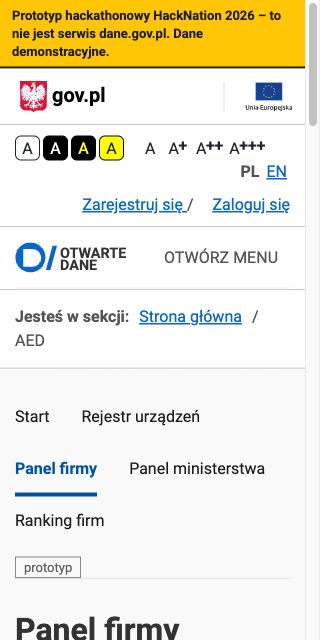 Prototyp hackathonowy HackNation 2026 – to
nie jest serwis dane.gov.pl. Dane
demonstracyjne.
gov.pl
Unia Europejska
A A A A A A+ A++ A+++
PL EN
Zarejestruj się / Zaloguj się
OTWARTE
DANE
OTWÓRZ MENU
Jesteś w sekcji: Strona główna /
AED
Start Rejestr urządzeń
Panel firmy Panel ministerstwa
Ranking firm
prototyp
Panel firmy